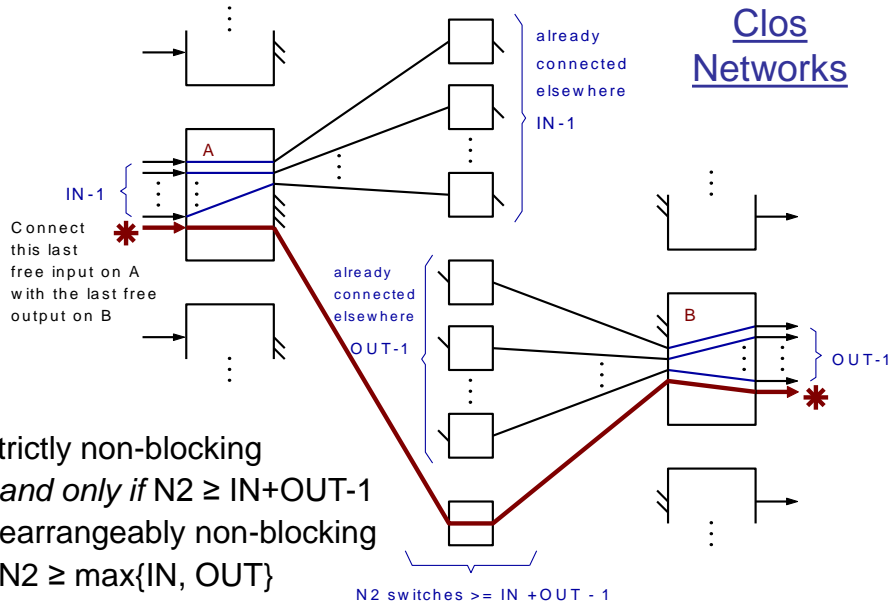 Clos
Networks
already
connected
elsewhere
IN-1
A
IN-1
Connect
this last
free input on A
with the last free
output on B
already
connected
elsewhere
OUT-1
B
OUT-1
trictly non-blocking
and only if N2 ≥ IN+OUT-1
earrangeably non-blocking
N2 ≥ max{IN, OUT}
N2 switches >= IN +OUT - 1